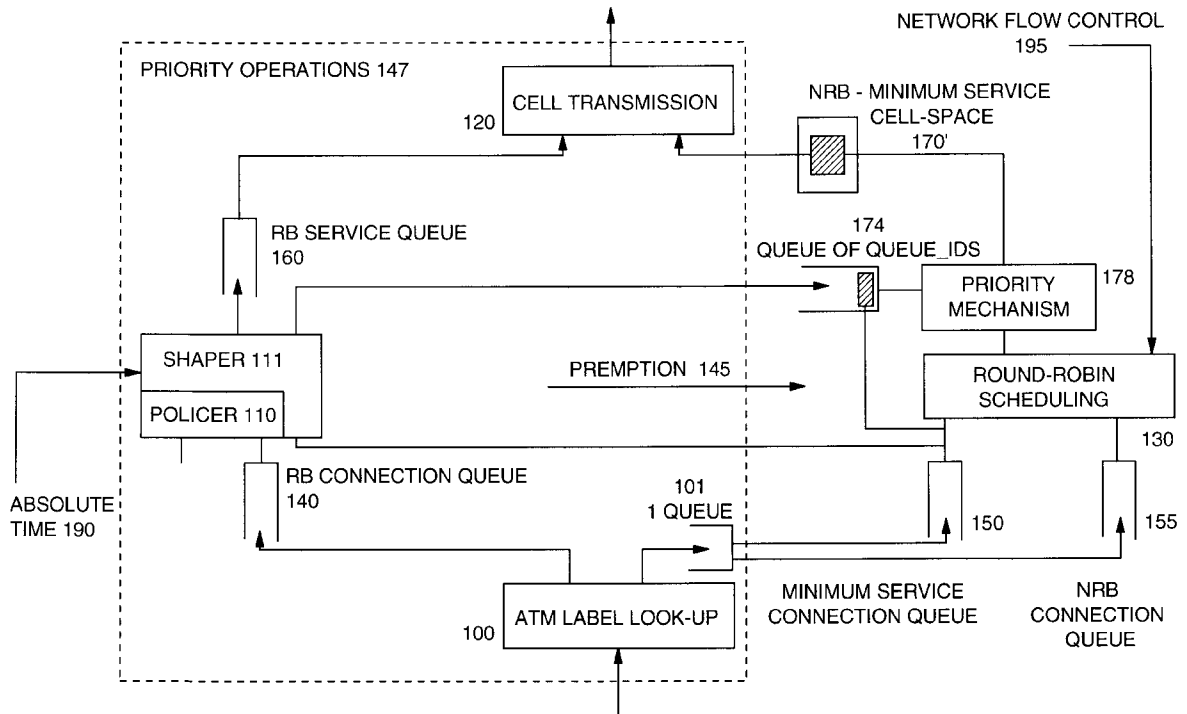 NETWORK FLOW CONTROL
195
PRIORITY OPERATIONS 147
CELL TRANSMISSION
120
NRB - MINIMUM SERVICE
CELL-SPACE
170'
RB SERVICE QUEUE
160
174
QUEUE OF QUEUE_IDS
PRIORITY
MECHANISM
178
SHAPER 111
POLICER 110
PREMPTION 145
ROUND-ROBIN
SCHEDULING
130
ABSOLUTE
TIME 190
RB CONNECTION QUEUE
140
101
1 QUEUE
150
155
ATM LABEL LOOK-UP
100
MINIMUM SERVICE
CONNECTION QUEUE
NRB
CONNECTION
QUEUE